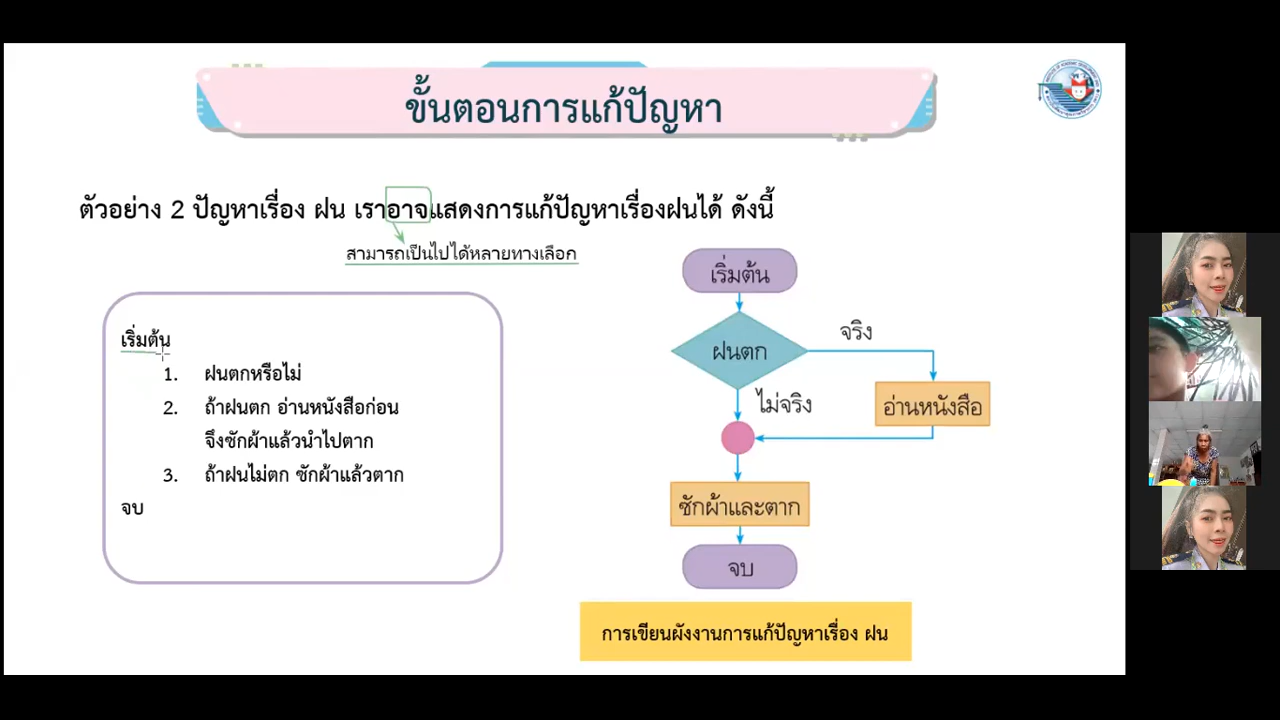 ขั้นตอนการแก้ปัญหา
ตัวอย่าง 2 ปัญหาเรื่อง ฝน เราอาจแสดงการแก้ปัญหาเรื่องฝนได้ ดังนี้
สามารถเป็นไปได้หลายทางเลือก
เริ่มต้น
1. ฝนตกหรือไม่
2. ถ้าฝนตก อ่านหนังสือก่อน
จึงซักผ้าแล้วนำไปตาก
3. ถ้าฝนไม่ตก ซักผ้าแล้วตาก
จบ
เริ่มต้น
ฝนตก
จริง
ไม่จริง
อ่านหนังสือ
ซักผ้าและตาก
จบ
การเขียนผังงานการแก้ปัญหาเรื่อง ฝน